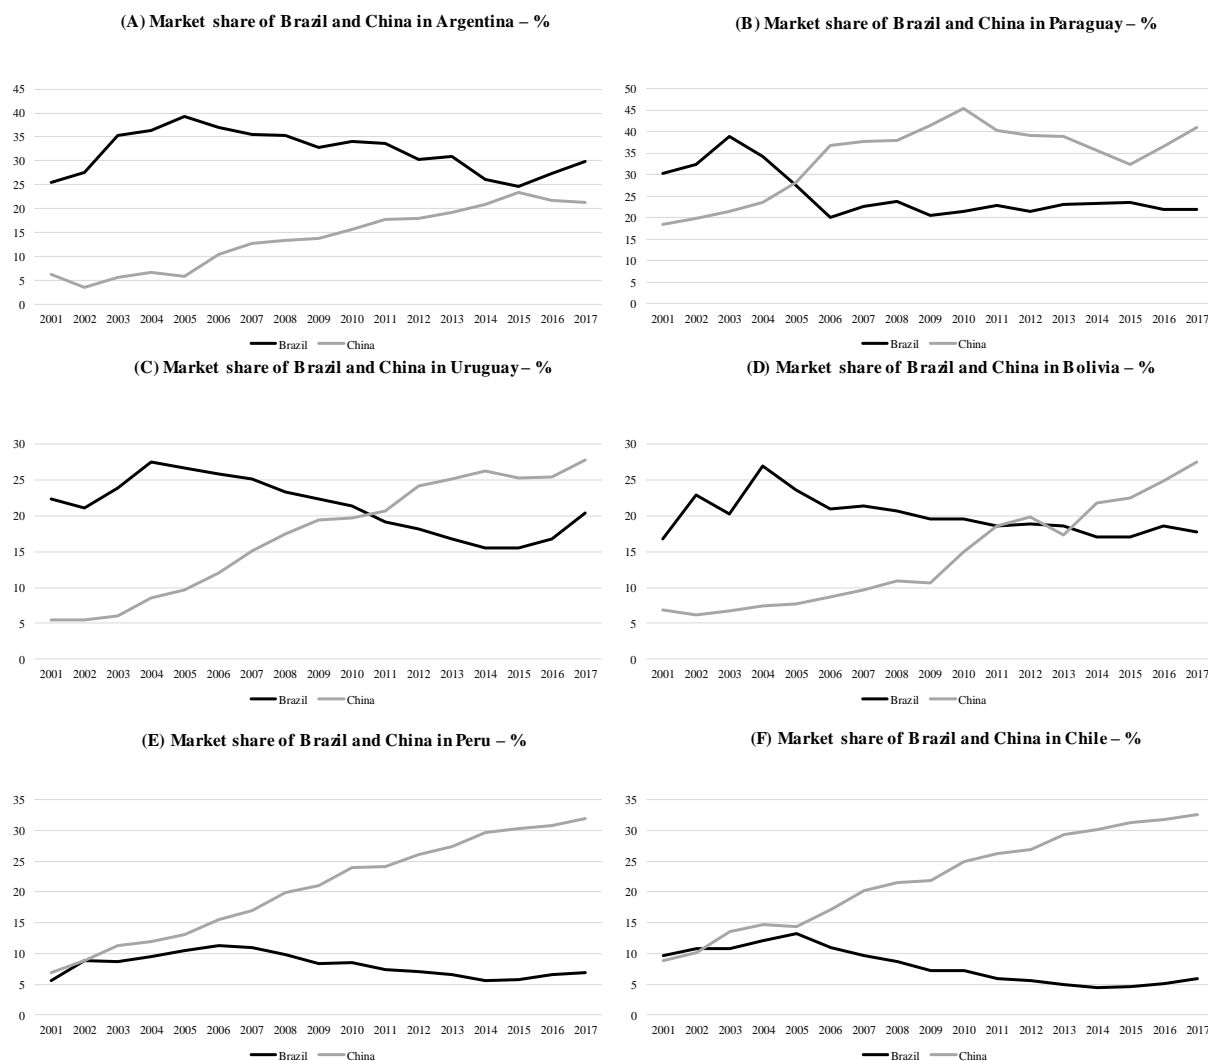 (A) Market share of Brazil and China in Argentina – %
45
40
35
30
25
20
15
10
5
0
2001 2002 2003 2004 2005 2006 2007 2008 2009 2010 2011 2012 2013 2014 2015 2016 2017
Brazil China
(B) Market share of Brazil and China in Paraguay – %
50
45
40
35
30
25
20
15
10
5
0
2001 2002 2003 2004 2005 2006 2007 2008 2009 2010 2011 2012 2013 2014 2015 2016 2017
Brazil China
(C) Market share of Brazil and China in Uruguay – %
30
25
20
15
10
5
0
2001 2002 2003 2004 2005 2006 2007 2008 2009 2010 2011 2012 2013 2014 2015 2016 2017
Brazil China
(D) Market share of Brazil and China in Bolivia – %
30
25
20
15
10
5
0
2001 2002 2003 2004 2005 2006 2007 2008 2009 2010 2011 2012 2013 2014 2015 2016 2017
Brazil China
(E) Market share of Brazil and China in Peru – %
35
30
25
20
15
10
5
0
2001 2002 2003 2004 2005 2006 2007 2008 2009 2010 2011 2012 2013 2014 2015 2016 2017
Brazil China
(F) Market share of Brazil and China in Chile – %
35
30
25
20
15
10
5
0
2001 2002 2003 2004 2005 2006 2007 2008 2009 2010 2011 2012 2013 2014 2015 2016 2017
Brazil China